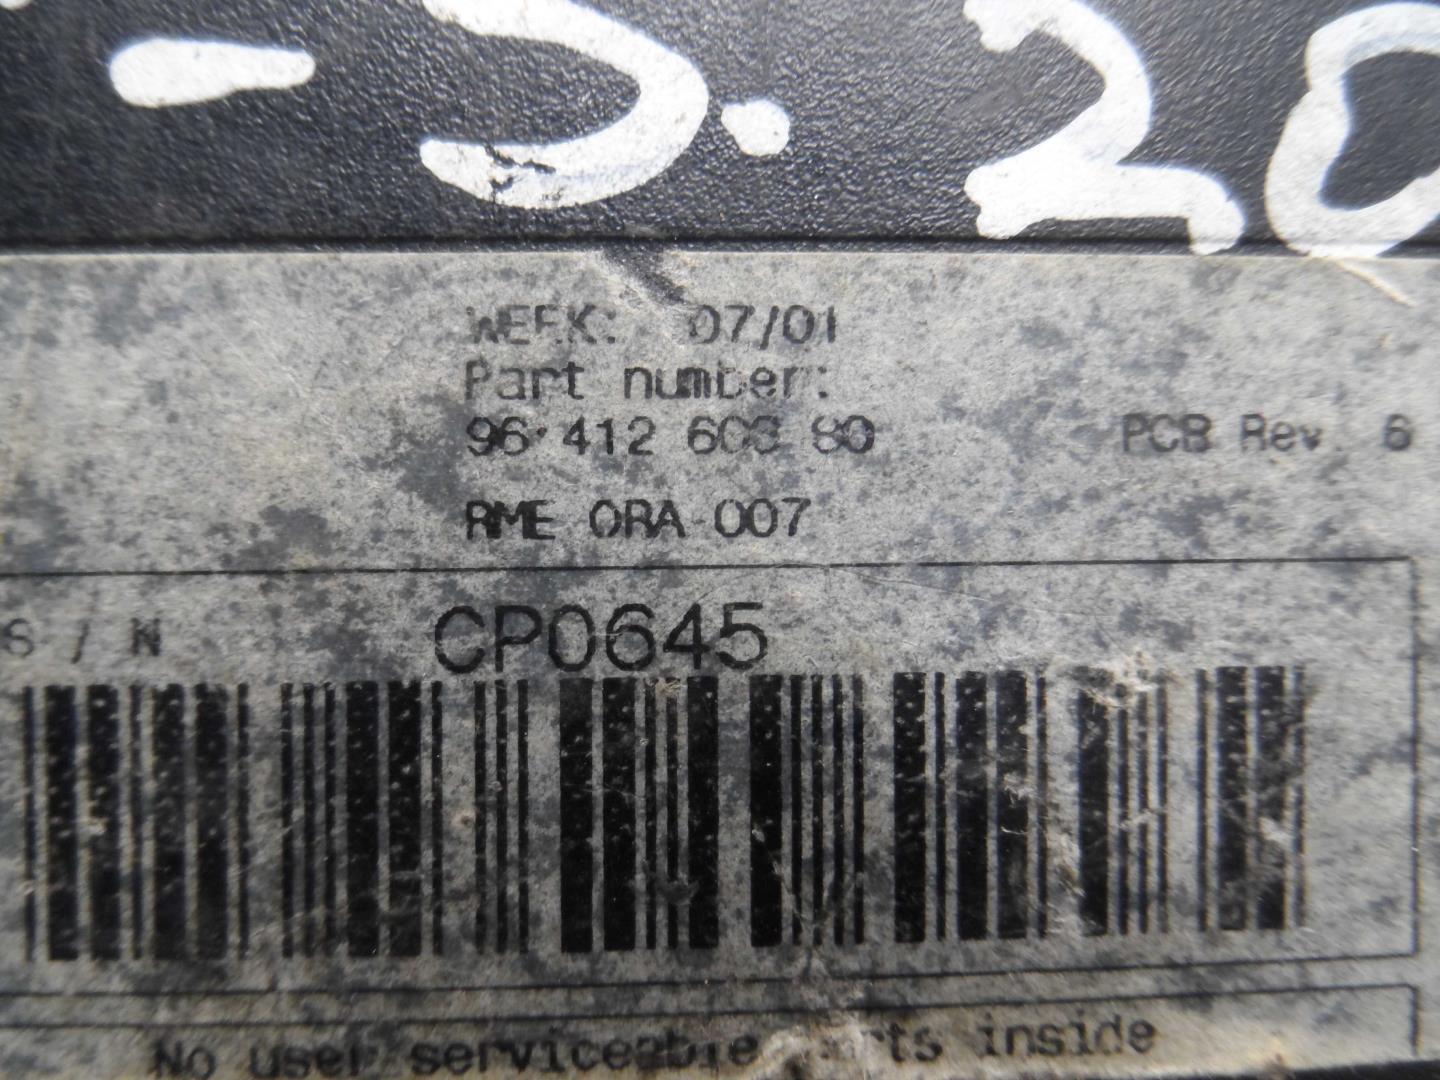 - 5. 20
WEEK: 07/01
Part number:
96 412 603 80
PCB Rev. 6
RME ORA 007
S/N
CP0645
No user serviceable parts inside